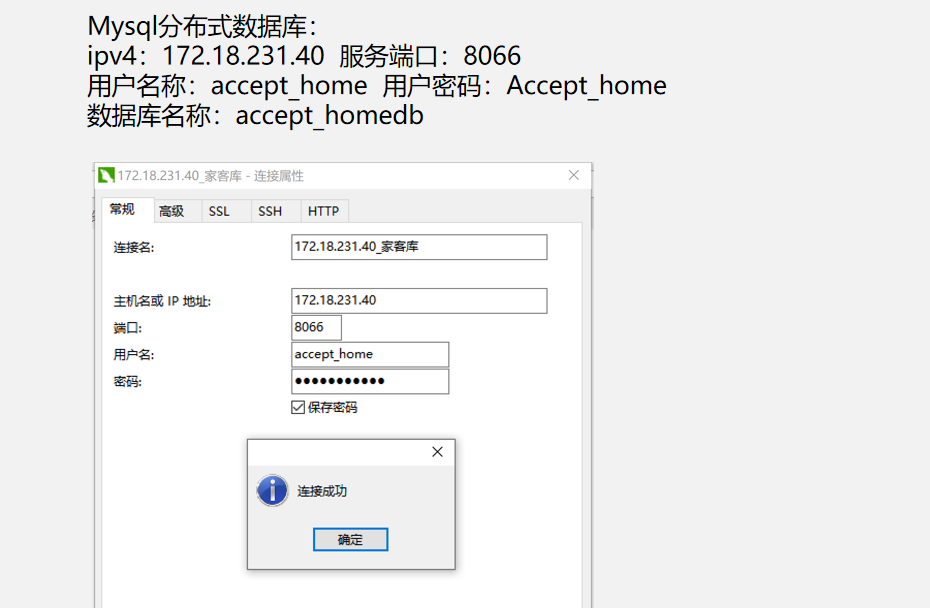 Mysql分布式数据库：
ipv4：172.18.231.40 服务端口：8066
用户名称：accept_home 用户密码：Accept_home
数据库名称：accept_homedb
172.18.231.40_家客库 - 连接属性
常规 高级 SSL SSH HTTP
连接名: 172.18.231.40_家客库
主机名或 IP 地址: 172.18.231.40
端口: 8066
用户名: accept_home
密码: ●●●●●●●●●●●
保存密码
连接成功
确定